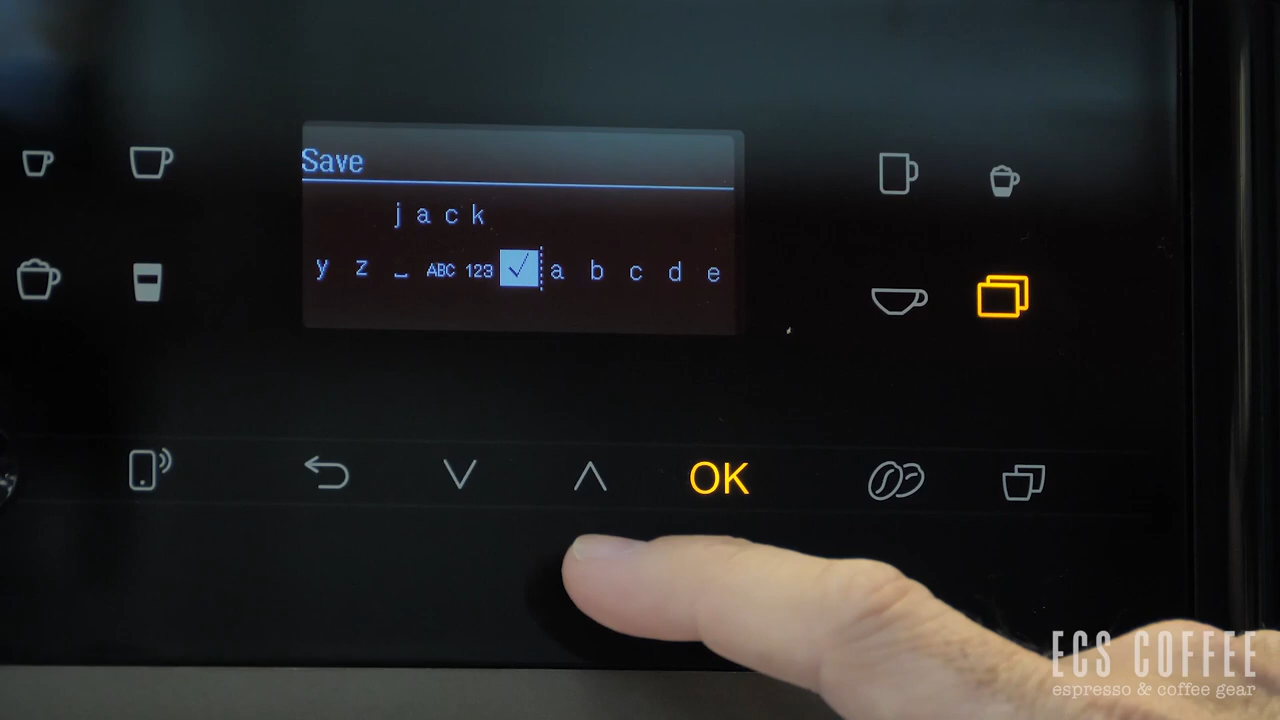 Save
jack
y z ⎵ ABC 123 ✓ a b c d e
OK
ECS COFFEE
espresso & coffee gear